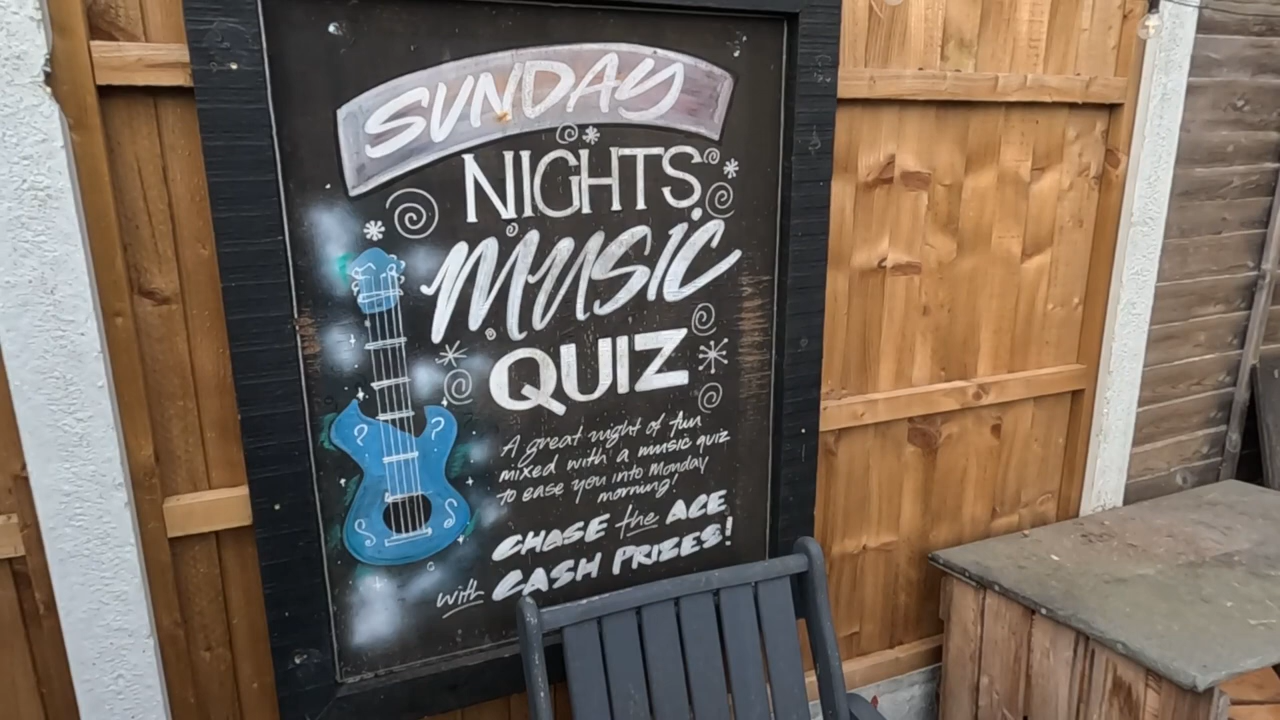 SUNDAY
NIGHTS
MUSIC
QUIZ
A great night of fun
mixed with a music quiz
to ease you into Monday
morning!
CHASE the ACE
with CASH PRIZES!